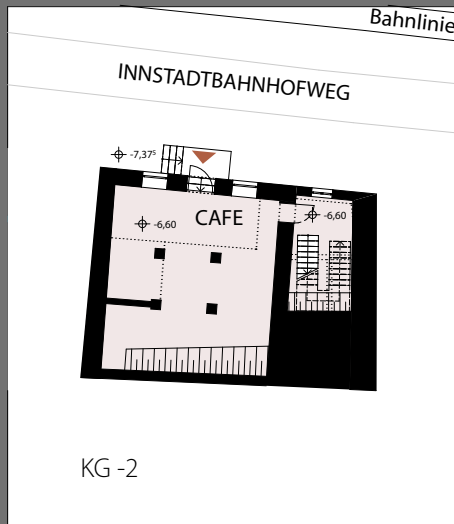 Bahnlinie
INNSTADTBAHNHOFWEG
-7,37⁵
CAFE
-6,60
-6,60
KG -2